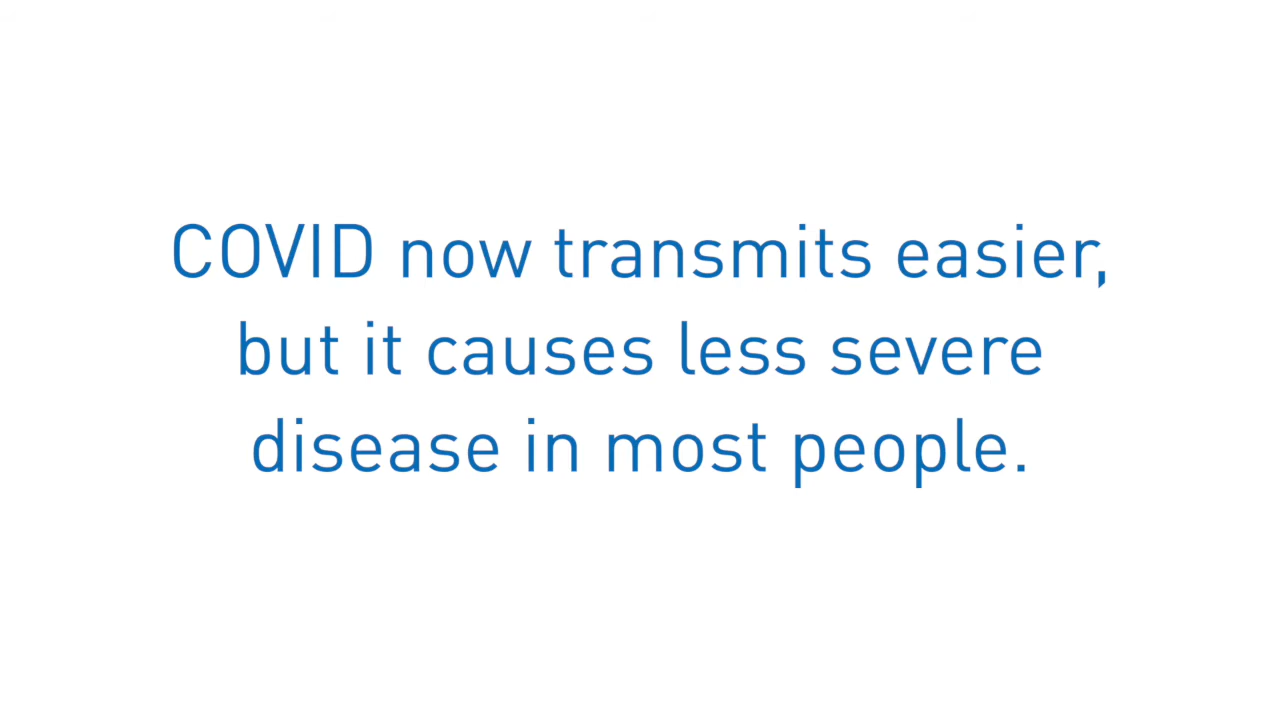 COVID now transmits easier,
but it causes less severe
disease in most people.